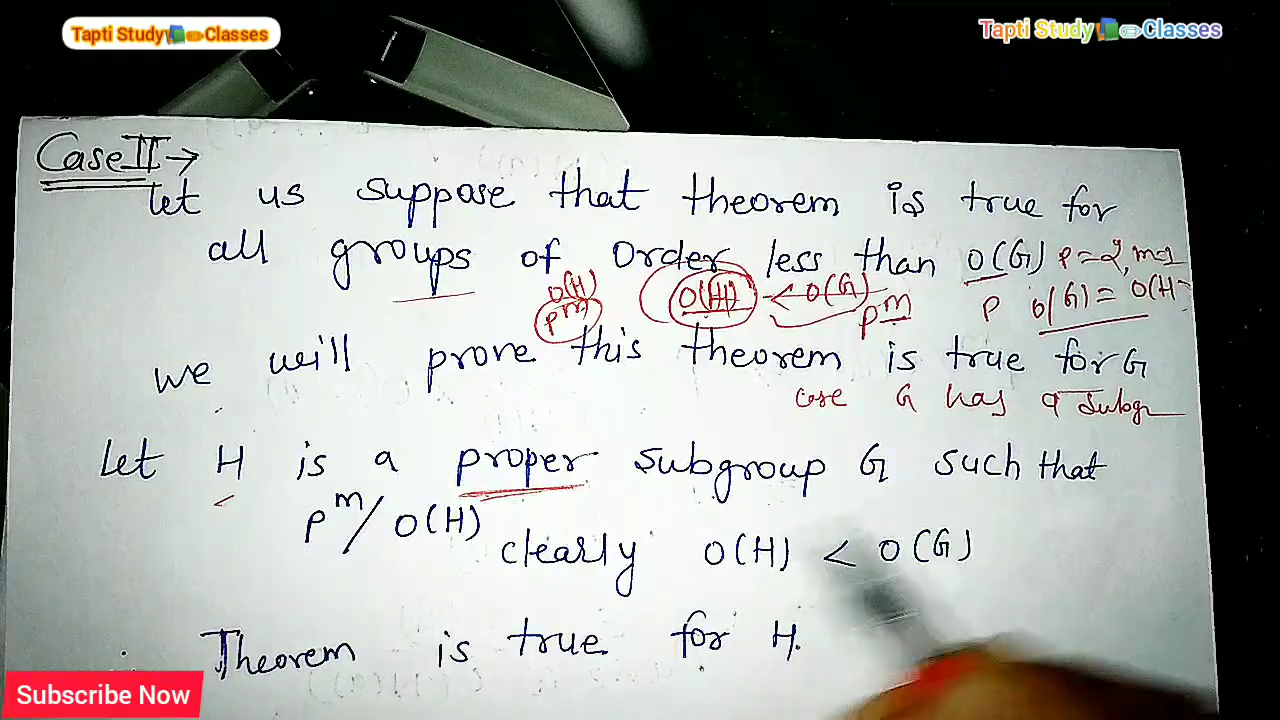 Tapti Study Classes
Tapti Study Classes
Case II →
let us suppose that theorem is true for
all groups of order less than O(G) P=2, m=1
O(H) O(H) < O(G) P O(G) = O(H=
p^m p^m
we will prove this theorem is true for G
case G has a subgr
Let H is a proper subgroup G such that
p^m/O(H)
clearly O(H) < O(G)
Theorem is true for H.
Subscribe Now